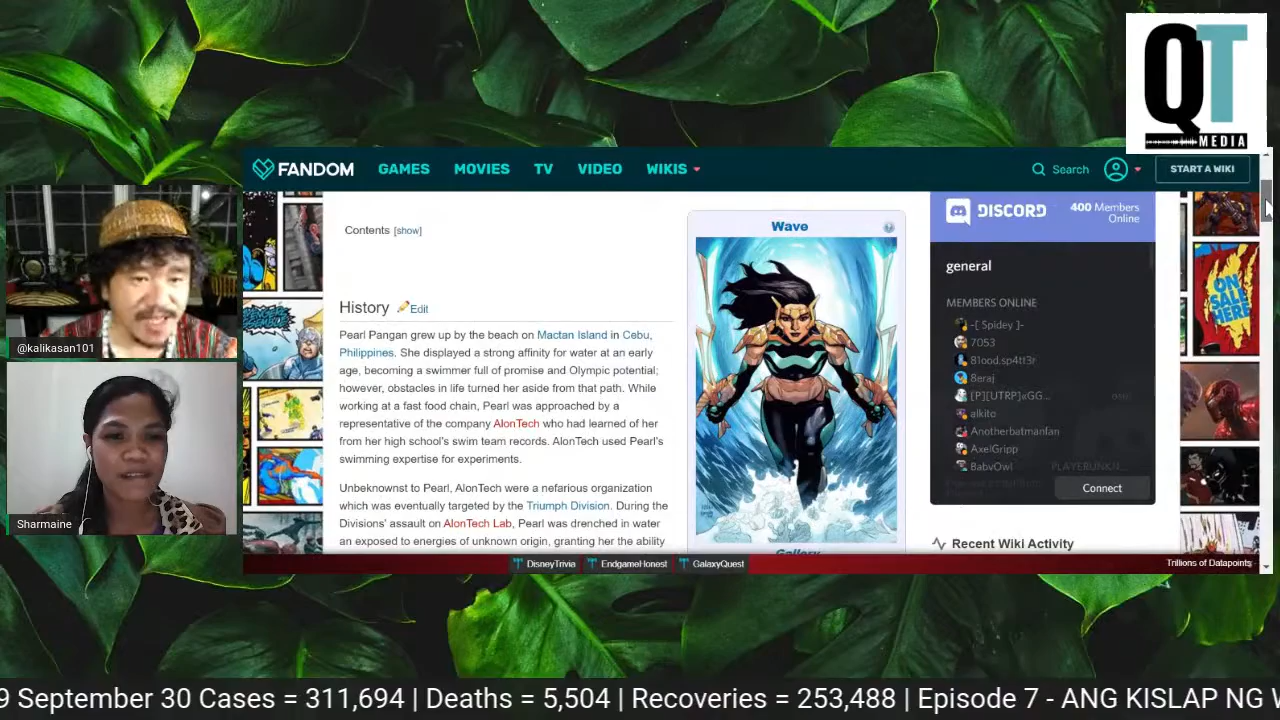 QT
MEDIA
FANDOM
GAMES
MOVIES
TV
VIDEO
WIKIS
Search
START A WIKI
Contents [show]
Wave
DISCORD
400 Members
Online
general
MEMBERS ONLINE
-[ Spidey ]-
7053
81ood.sp4tt3r
8eraj
[P][UTRP]«GG...
alkito
Anotherbatmanfan
AxelGripp
BabvOwl
Connect
ON
SALE
HERE
History Edit
Pearl Pangan grew up by the beach on Mactan Island in Cebu,
Philippines. She displayed a strong affinity for water at an early
age, becoming a swimmer full of promise and Olympic potential;
however, obstacles in life turned her aside from that path. While
working at a fast food chain, Pearl was approached by a
representative of the company AlonTech who had learned of her
from her high school's swim team records. AlonTech used Pearl's
swimming expertise for experiments.
Unbeknownst to Pearl, AlonTech were a nefarious organization
which was eventually targeted by the Triumph Division. During the
Divisions' assault on AlonTech Lab, Pearl was drenched in water
an exposed to energies of unknown origin, granting her the ability
Gallery
Recent Wiki Activity
DisneyTrivia
EndgameHonest
GalaxyQuest
Trillions of Datapoints
@kalikasan101
Sharmaine
9 September 30 Cases = 311,694 | Deaths = 5,504 | Recoveries = 253,488 | Episode 7 - ANG KISLAP NG